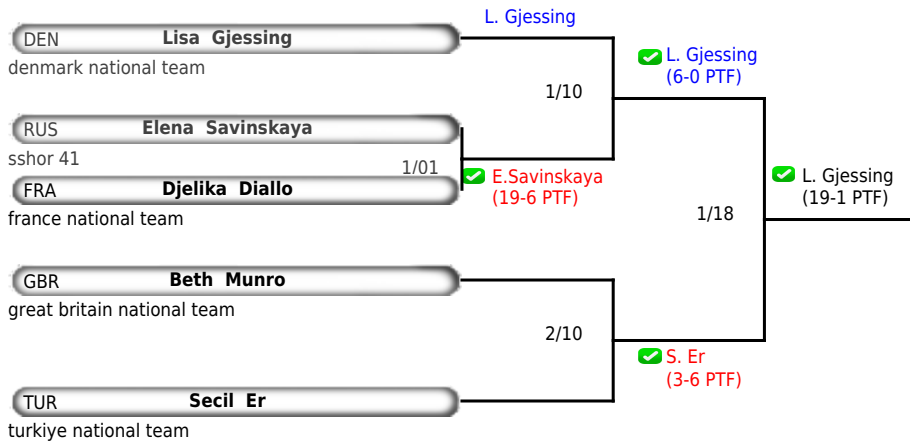 L. Gjessing
DEN Lisa Gjessing
denmark national team
L. Gjessing
(6-0 PTF)
1/10
RUS Elena Savinskaya
sshor 41
1/01
FRA Djelika Diallo
france national team
E.Savinskaya
(19-6 PTF)
L. Gjessing
(19-1 PTF)
1/18
GBR Beth Munro
great britain national team
2/10
S. Er
(3-6 PTF)
TUR Secil Er
turkiye national team